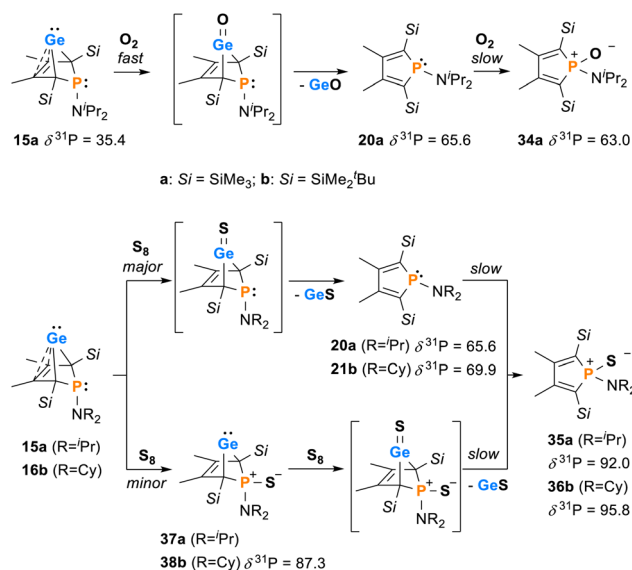 O
Ge Si O₂ fast Ge Si Si P: NⁱPr₂ O₂ slow Si P⁺ O⁻ NⁱPr₂
Si P: NⁱPr₂ Si P: NⁱPr₂ - GeO Si Si
15a δ³¹P = 35.4 20a δ³¹P = 65.6 34a δ³¹P = 63.0
a: Si = SiMe₃; b: Si = SiMe₂ᵗBu
S
S₈ major Ge Si Si P: NR₂ slow
Si P: NR₂ - GeS Si
20a (R=ⁱPr) δ³¹P = 65.6
21b (R=Cy) δ³¹P = 69.9
Ge Si Si P⁺ S⁻ NR₂
Si P: NR₂ S Si
15a (R=ⁱPr) S₈ minor Ge Si S₈ Ge Si slow 35a (R=ⁱPr)
16b (R=Cy) Si P⁺ S⁻ NR₂ Si P⁺ S⁻ NR₂ - GeS δ³¹P = 92.0
37a (R=ⁱPr) 36b (R=Cy)
38b (R=Cy) δ³¹P = 87.3 δ³¹P = 95.8